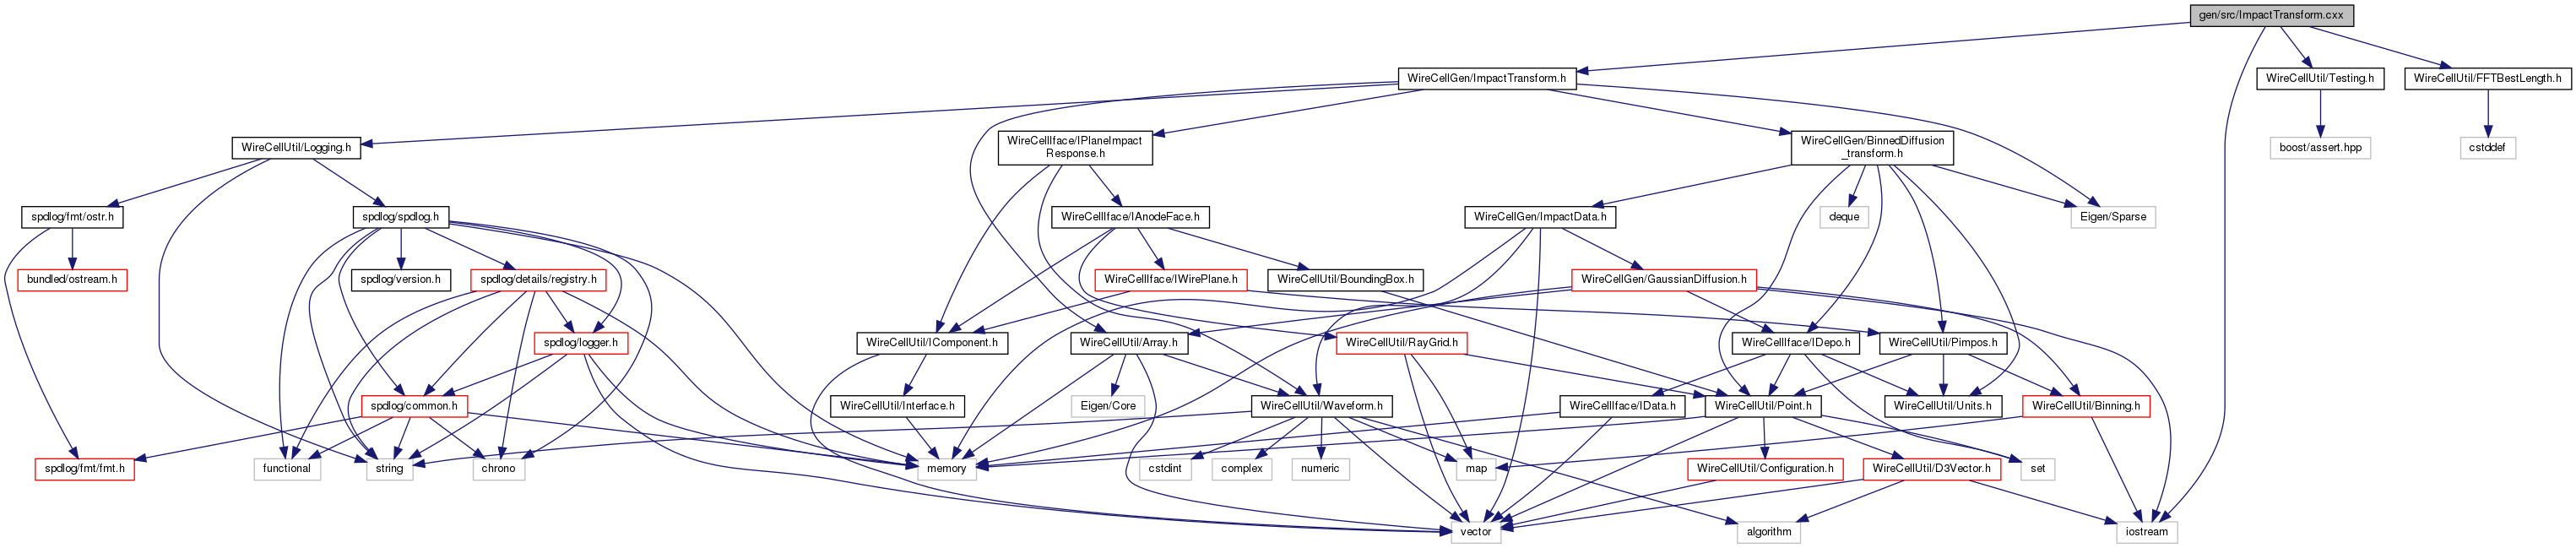 gen/src/ImpactTransform.cxx
WireCellGen/ImpactTransform.h
WireCellUtil/Testing.h
WireCellUtil/FFTBestLength.h
WireCellUtil/Logging.h
WireCellIface/IPlaneImpact
Response.h
WireCellGen/BinnedDiffusion
_transform.h
boost/assert.hpp
cstddef
spdlog/fmt/ostr.h
spdlog/spdlog.h
WireCellIface/IAnodeFace.h
WireCellGen/ImpactData.h
deque
Eigen/Sparse
bundled/ostream.h
spdlog/version.h
spdlog/details/registry.h
WireCellIface/IWirePlane.h
WireCellUtil/BoundingBox.h
WireCellGen/GaussianDiffusion.h
spdlog/logger.h
WireCellUtil/IComponent.h
WireCellUtil/Array.h
WireCellUtil/RayGrid.h
WireCellIface/IDepo.h
WireCellUtil/Pimpos.h
spdlog/common.h
WireCellUtil/Interface.h
Eigen/Core
WireCellUtil/Waveform.h
WireCellIface/IData.h
WireCellUtil/Point.h
WireCellUtil/Units.h
WireCellUtil/Binning.h
spdlog/fmt/fmt.h
functional
string
chrono
memory
cstdint
complex
numeric
map
WireCellUtil/Configuration.h
WireCellUtil/D3Vector.h
set
vector
algorithm
iostream